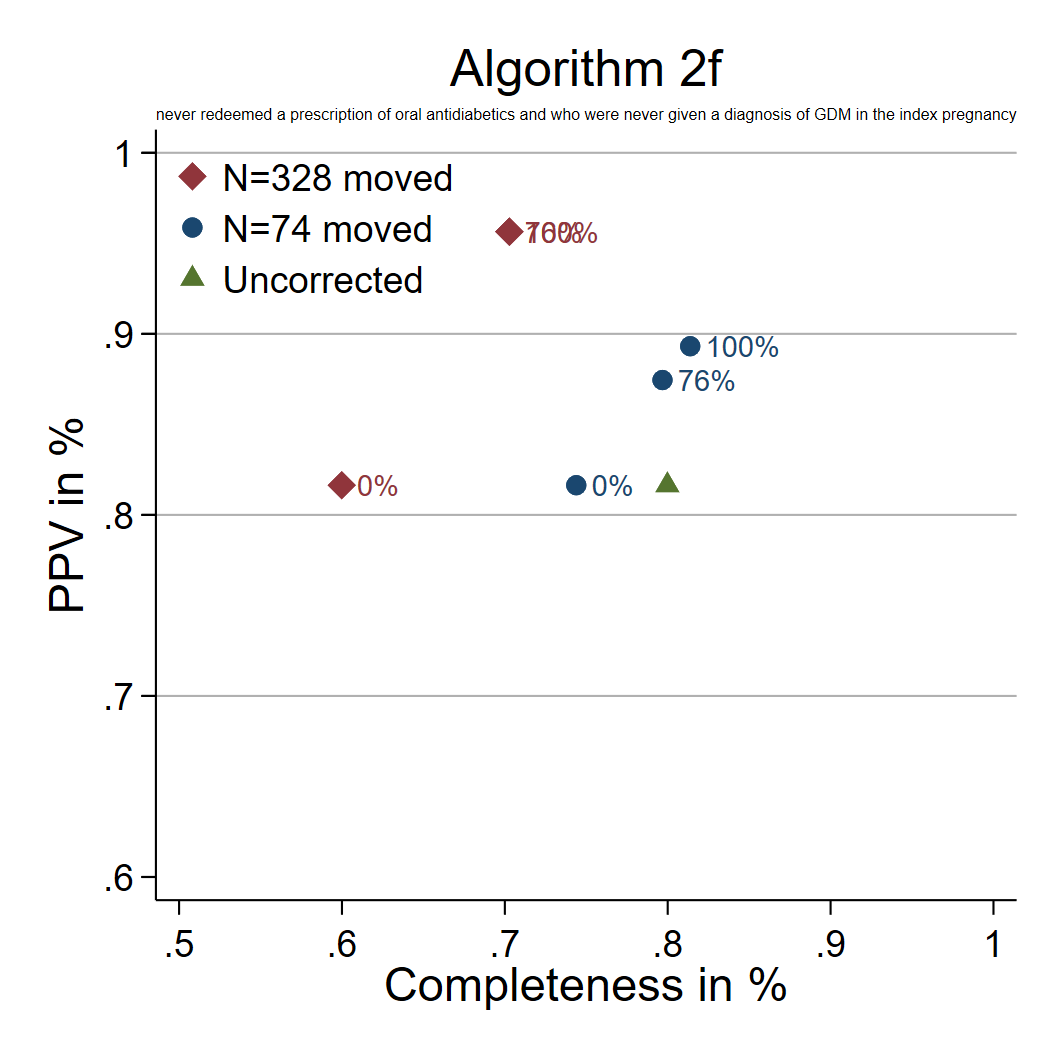 Algorithm 2f
never redeemed a prescription of oral antidiabetics and who were never given a diagnosis of GDM in the index pregnancy
1
N=328 moved
N=74 moved
Uncorrected
.9
100%
76%
0%
0%
.8
.7
.6
PPV in %
.5
.6
.7
.8
.9
1
Completeness in %